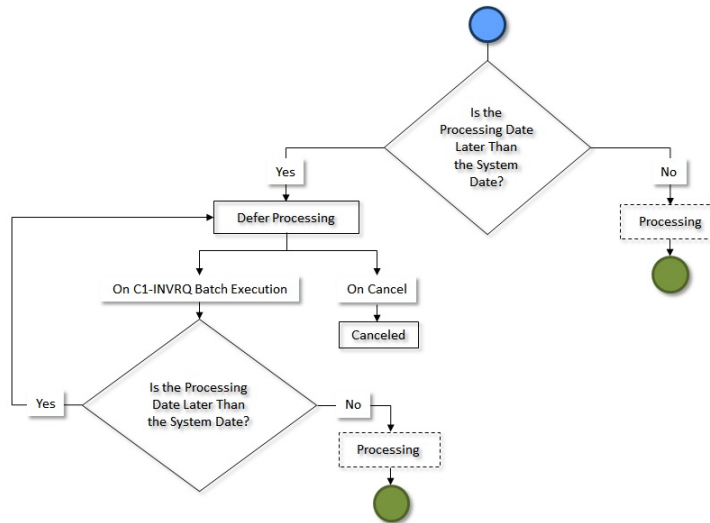 Is the
Processing Date
Later Than
the System
Date?
Yes
No
Defer Processing
Processing
On C1-INVRQ Batch Execution
On Cancel
Canceled
Is the Processing
Date Later Than
the System Date?
Yes
No
Processing